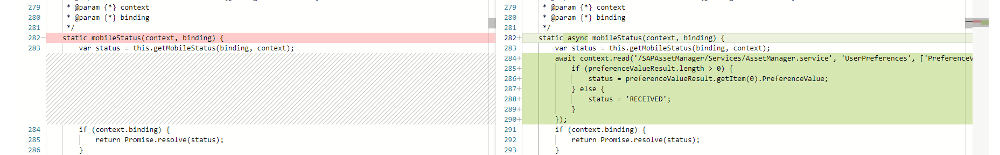 279 * @param {*} context
280 * @param {*} binding
281 */
282− static mobileStatus(context, binding) {
283 var status = this.getMobileStatus(binding, context);
284 if (context.binding) {
285 return Promise.resolve(status);
286 }
279 * @param {*} context
280 * @param {*} binding
281 */
282+ static async mobileStatus(context, binding) {
283 var status = this.getMobileStatus(binding, context);
284+ await context.read('/SAPAssetManager/Services/AssetManager.service', 'UserPreferences', ['PreferenceV
285+ if (preferenceValueResult.length > 0) {
286+ status = preferenceValueResult.getItem(0).PreferenceValue;
287+ } else {
288+ status = 'RECEIVED';
289+ }
290+ });
291 if (context.binding) {
292 return Promise.resolve(status);
293 }